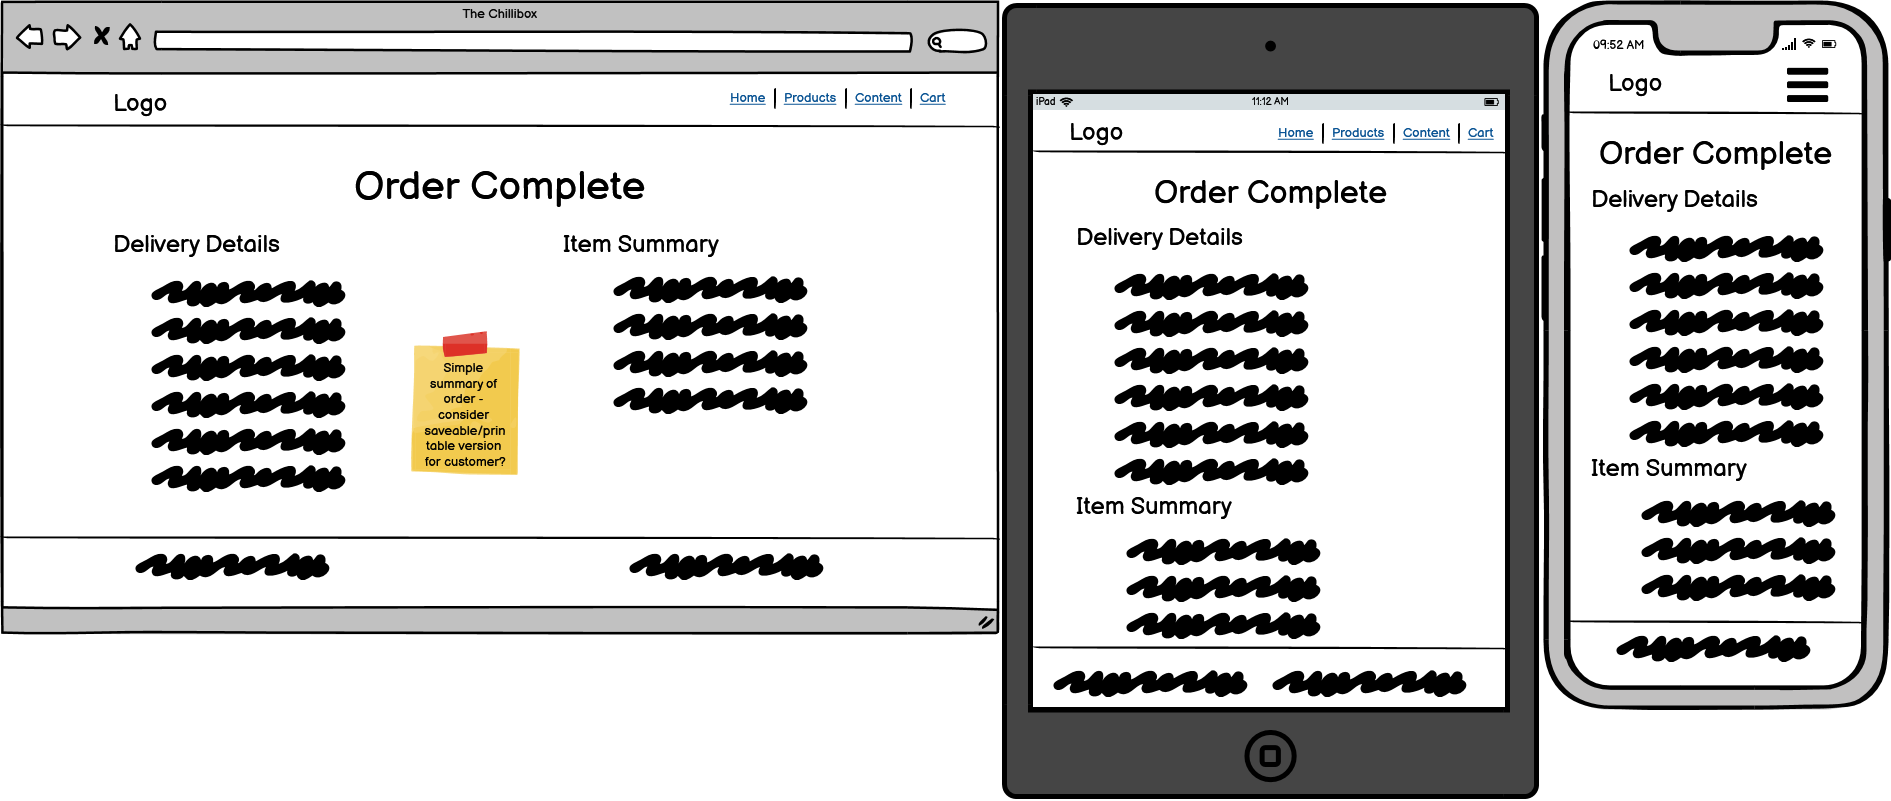 The Chillibox
Logo
Home | Products | Content | Cart
Order Complete
Delivery Details
Item Summary
Simple
summary of
order -
consider
saveable/prin
table version
for customer?
iPad
11:12 AM
Logo
Home | Products | Content | Cart
Order Complete
Delivery Details
Item Summary
09:52 AM
Logo
Order Complete
Delivery Details
Item Summary